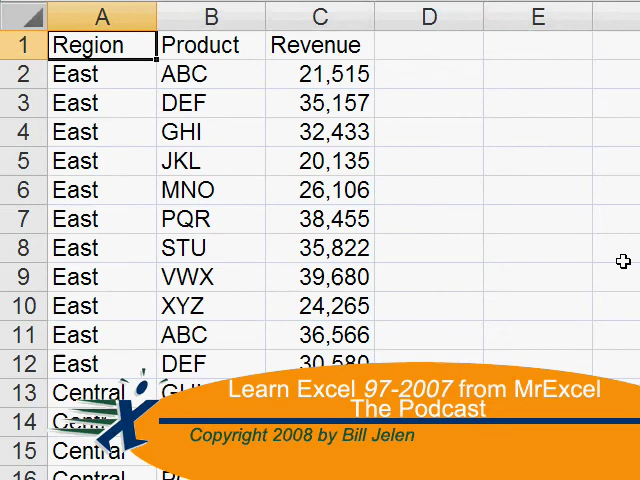 A B C D E
1 Region Product Revenue
2 East ABC 21,515
3 East DEF 35,157
4 East GHI 32,433
5 East JKL 20,135
6 East MNO 26,106
7 East PQR 38,455
8 East STU 35,822
9 East VWX 39,680
10 East XYZ 24,265
11 East ABC 36,566
12 East DEF 30,580
13 Central
14
15 Central
16 Central
Learn Excel 97-2007 from MrExcel
The Podcast
Copyright 2008 by Bill Jelen